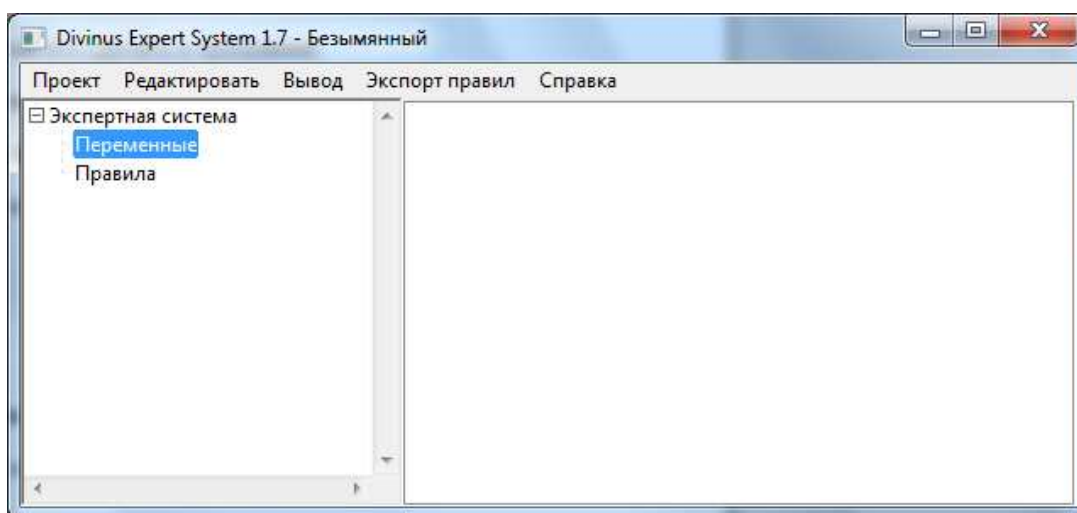 Divinus Expert System 1.7 - Безымянный
Проект Редактировать Вывод Экспорт правил Справка
Экспертная система
Переменные
Правила